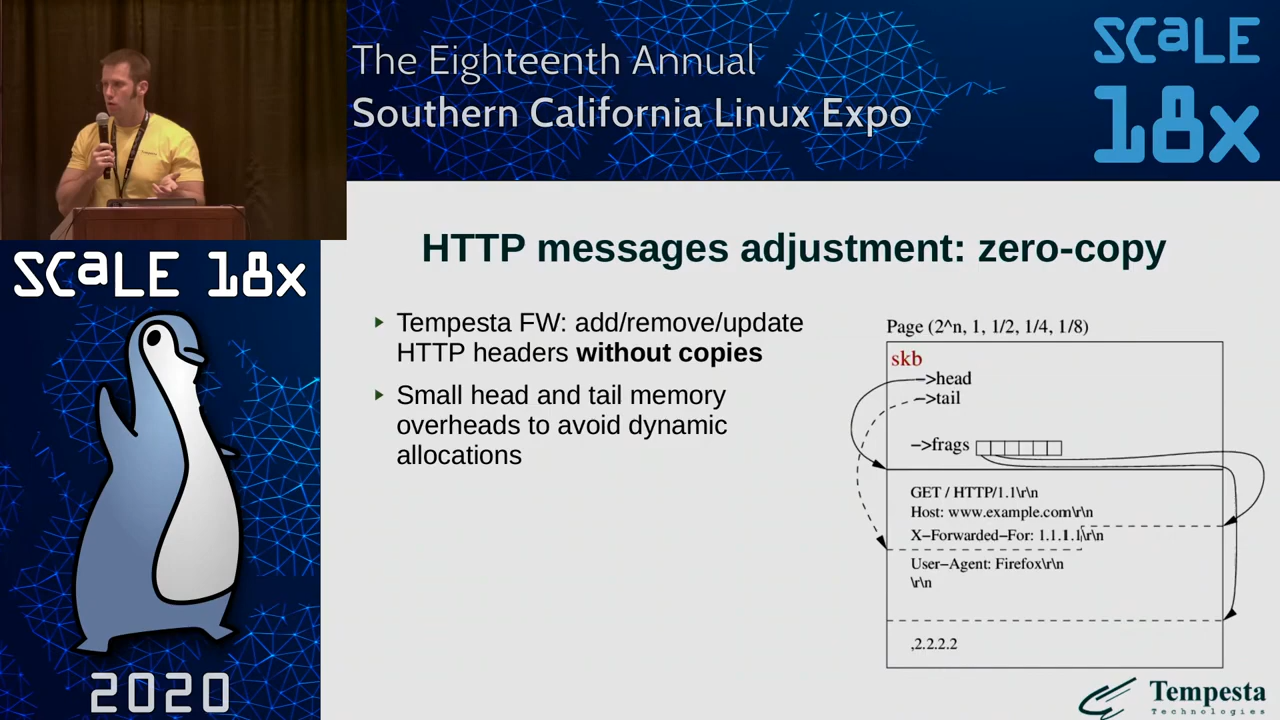 The Eighteenth Annual
Southern California Linux Expo
SCaLE
18x
SCaLE 18x
2020
HTTP messages adjustment: zero-copy
Tempesta FW: add/remove/update
HTTP headers without copies
Small head and tail memory
overheads to avoid dynamic
allocations
Page (2^n, 1, 1/2, 1/4, 1/8)
skb
−>head
−>tail
−>frags
GET / HTTP/1.1\r\n
Host: www.example.com\r\n
X−Forwarded−For: 1.1.1.1\r\n
User−Agent: Firefox\r\n
\r\n
,2.2.2.2
Tempesta
Technologies